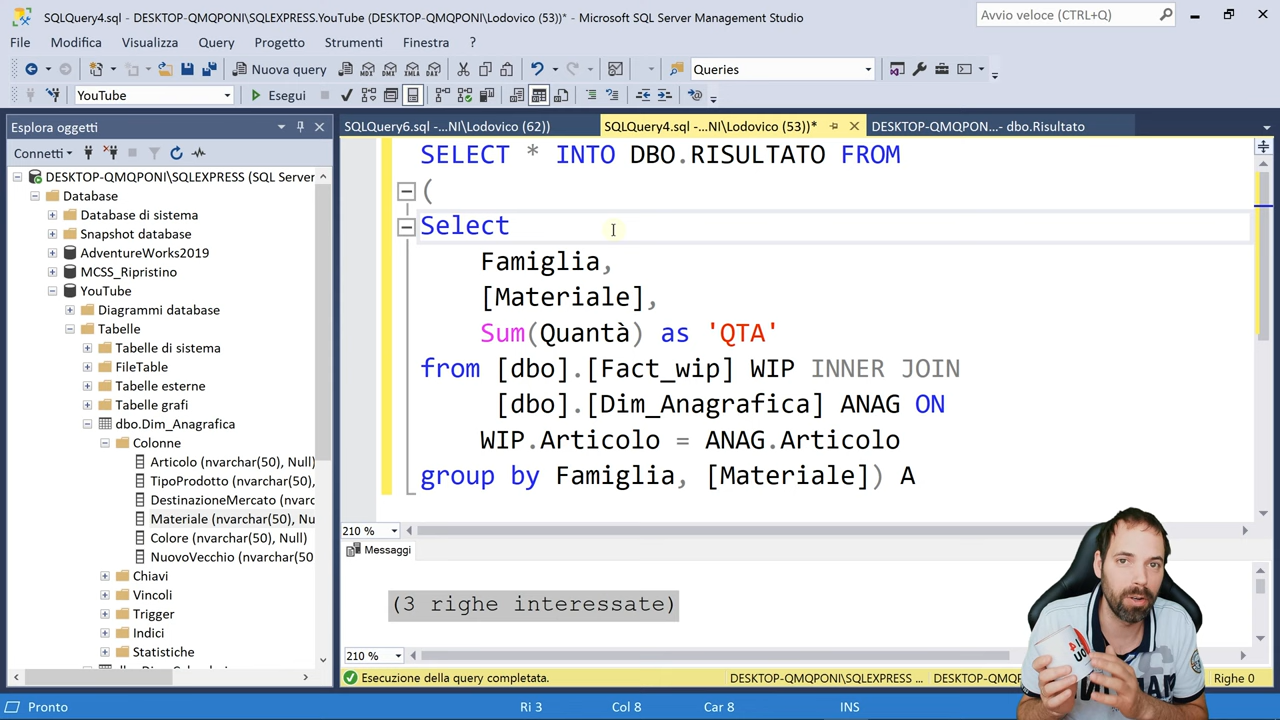 SQLQuery4.sql - DESKTOP-QMQPONI\SQLEXPRESS.YouTube (DESKTOP-QMQPONI\Lodovico (53))* - Microsoft SQL Server Management Studio
Avvio veloce (CTRL+Q)
File Modifica Visualizza Query Progetto Strumenti Finestra ?
Nuova query MDX DMX XMLA DAX Queries
YouTube Esegui
Esplora oggetti
SQLQuery6.sql -...NI\Lodovico (62)) SQLQuery4.sql -...NI\Lodovico (53))* DESKTOP-QMQPON... - dbo.Risultato
Connetti
DESKTOP-QMQPONI\SQLEXPRESS (SQL Server
Database
Database di sistema
Snapshot database
AdventureWorks2019
MCSS_Ripristino
YouTube
Diagrammi database
Tabelle
Tabelle di sistema
FileTable
Tabelle esterne
Tabelle grafi
dbo.Dim_Anagrafica
Colonne
Articolo (nvarchar(50), Null)
TipoProdotto (nvarchar(50),
DestinazioneMercato (nvarc
Materiale (nvarchar(50), Nu
Colore (nvarchar(50), Null)
NuovoVecchio (nvarchar(50
Chiavi
Vincoli
Trigger
Indici
Statistiche
SELECT * INTO DBO.RISULTATO FROM
(
Select
Famiglia,
[Materiale],
Sum(Quantà) as 'QTA'
from [dbo].[Fact_wip] WIP INNER JOIN
[dbo].[Dim_Anagrafica] ANAG ON
WIP.Articolo = ANAG.Articolo
group by Famiglia, [Materiale]) A
210 %
Messaggi
(3 righe interessate)
210 %
Esecuzione della query completata. DESKTOP-QMQPONI\SQLEXPRESS Righe 0
Pronto Ri 3 Col 8 Car 8 INS